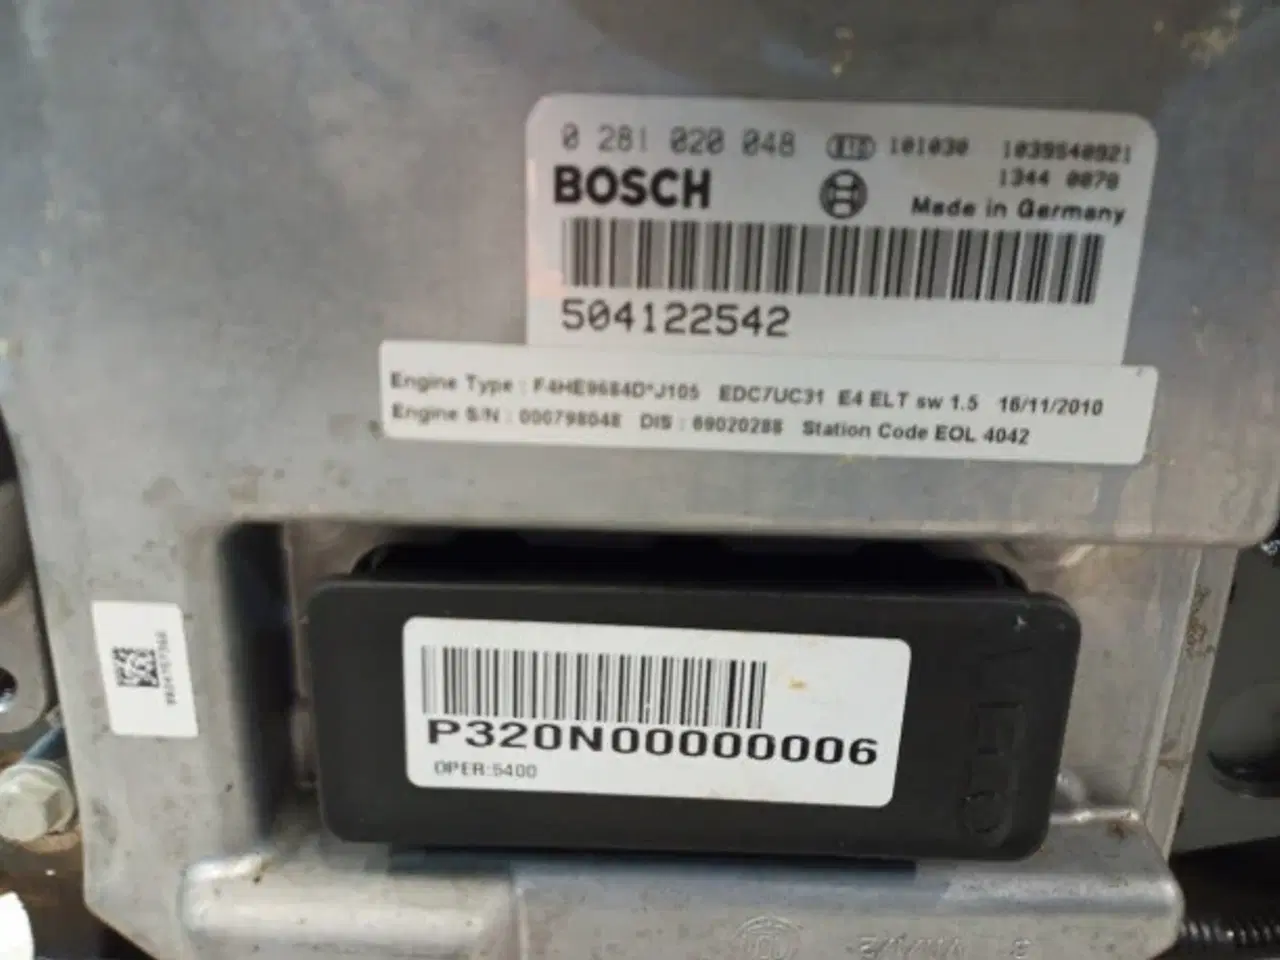 0 281 020 048 101030 1039S40921
1344 0078
BOSCH
Made in Germany
504122542
Engine Type : F4HE9684D*J105 EDC7UC31 E4 ELT sw 1.5 16/11/2010
Engine S/N : 000798048 DIS : 69020288 Station Code EOL 4042
P320N00000006
OPER:5400